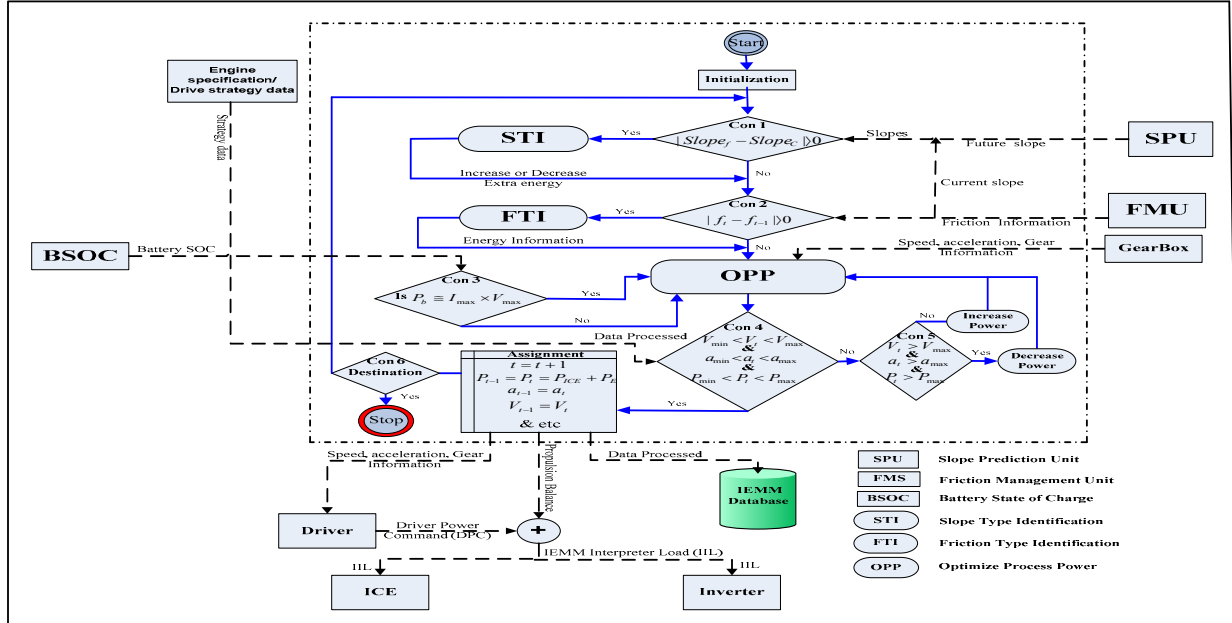 Start
Engine
specification/
Drive strategy data
Initialization
Strategy data
Con 1
|Slope_f − Slope_C|⟩0
Yes
STI
Slopes
Future slope
SPU
Increase or Decrease
Extra energy
No
Current slope
Con 2
|f_t − f_{t−1}|⟩0
Yes
FTI
Friction Information
FMU
Energy Information
No
Speed, acceleration, Gear
Information
GearBox
BSOC
Battery SOC
OPP
Con 3
Is P_b ≅ I_max × V_max
Yes
No
Data Processed
Con 4
V_min < V_t < V_max
&
a_min < a_t < a_max
&
P_min < P_t < P_max
No
Yes
Con 5
V_t > V_max
&
a_t > a_max
&
P_t > P_max
No
Increase
Power
Yes
Decrease
Power
Con 6
Destination
Yes
Stop
Assignment
t = t + 1
P_{t−1} = P_t = P_ICE + P_E
a_{t−1} = a_t
V_{t−1} = V_t
& etc
Speed, acceleration, Gear
Information
Propulsion Balance
Data Processed
IEMM
Database
Driver
Driver Power
Command (DPC)
+
IEMM Interpreter Load (IIL)
IIL
ICE
IIL
Inverter
SPU Slope Prediction Unit
FMS Friction Management Unit
BSOC Battery State of Charge
STI Slope Type Identification
FTI Friction Type Identification
OPP Optimize Process Power